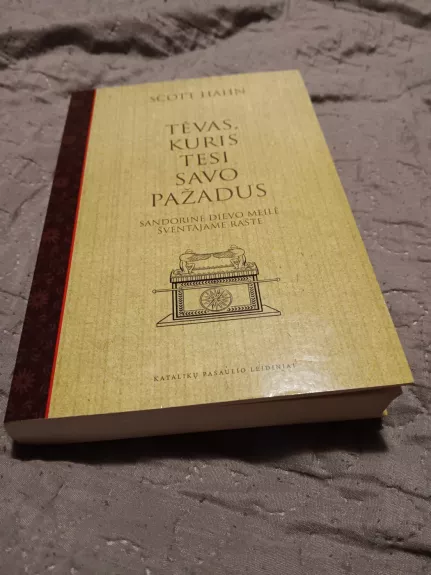 SCOTT HAHN
TĖVAS,
KURIS
TESI
SAVO
PAŽADUS
SANDORINĖ DIEVO MEILĖ
ŠVENTAJAME RAŠTE
KATALIKŲ PASAULIO LEIDINIAI